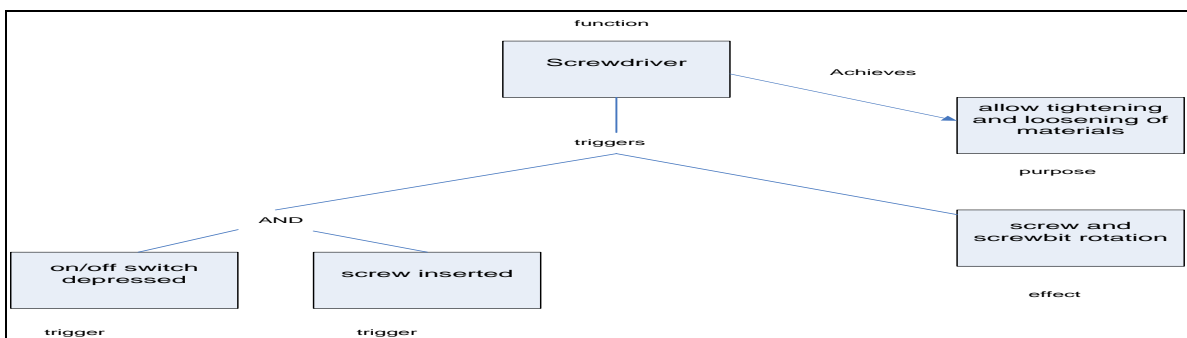 function
Screwdriver
Achieves
allow tightening
and loosening of
materials
triggers
purpose
AND
screw and
screwbit rotation
on/off switch
depressed
screw inserted
effect
trigger
trigger